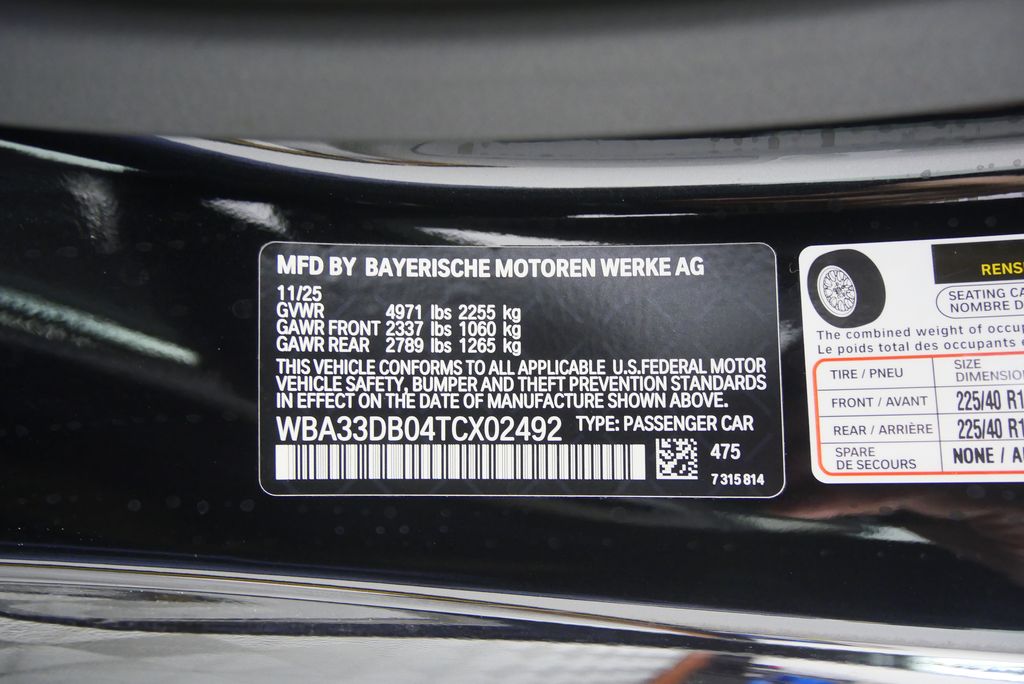 MFD BY BAYERISCHE MOTOREN WERKE AG
11/25
GVWR 4971 lbs 2255 kg
GAWR FRONT 2337 lbs 1060 kg
GAWR REAR 2789 lbs 1265 kg
THIS VEHICLE CONFORMS TO ALL APPLICABLE U.S.FEDERAL MOTOR
VEHICLE SAFETY, BUMPER AND THEFT PREVENTION STANDARDS
IN EFFECT ON THE DATE OF MANUFACTURE SHOWN ABOVE.
WBA33DB04TCX02492 TYPE: PASSENGER CAR
475
7 315 814
RENS
SEATING CA
NOMBRE D
The combined weight of occup
Le poids total des occupants
TIRE / PNEU SIZE
DIMENSIO
FRONT / AVANT 225/40 R1
REAR / ARRIÈRE 225/40 R1
SPARE
DE SECOURS NONE / A